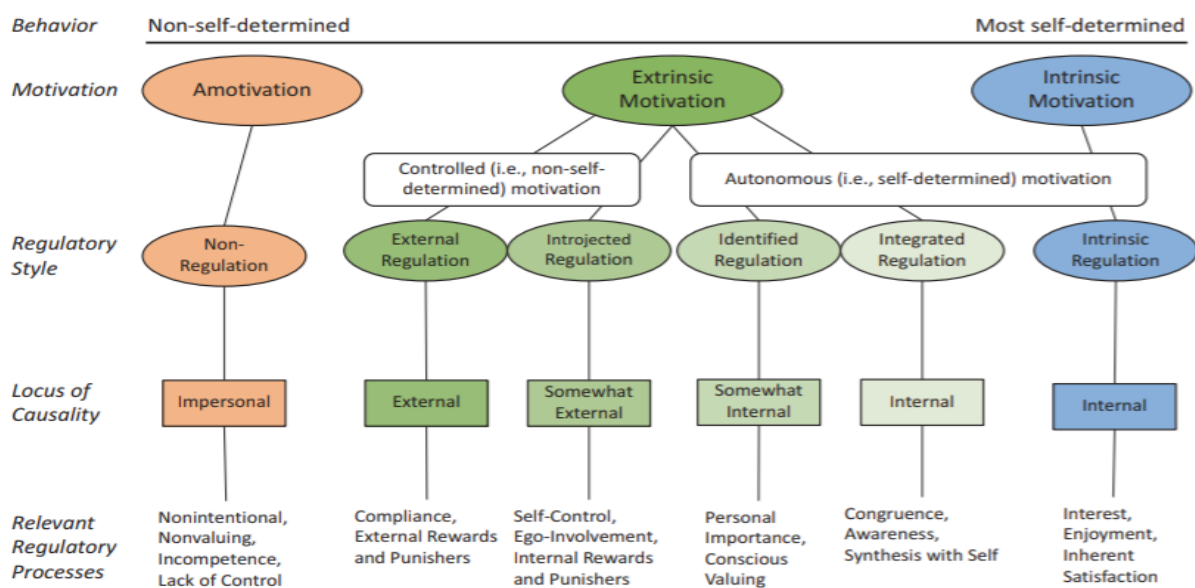 Behavior
Non-self-determined
Most self-determined
Motivation
Amotivation
Extrinsic
Motivation
Intrinsic
Motivation
Controlled (i.e., non-self-
determined) motivation
Autonomous (i.e., self-determined) motivation
Regulatory
Style
Non-
Regulation
External
Regulation
Introjected
Regulation
Identified
Regulation
Integrated
Regulation
Intrinsic
Regulation
Locus of
Causality
Impersonal
External
Somewhat
External
Somewhat
Internal
Internal
Internal
Relevant
Regulatory
Processes
Nonintentional,
Nonvaluing,
Incompetence,
Lack of Control
Compliance,
External Rewards
and Punishers
Self-Control,
Ego-Involvement,
Internal Rewards
and Punishers
Personal
Importance,
Conscious
Valuing
Congruence,
Awareness,
Synthesis with Self
Interest,
Enjoyment,
Inherent
Satisfaction